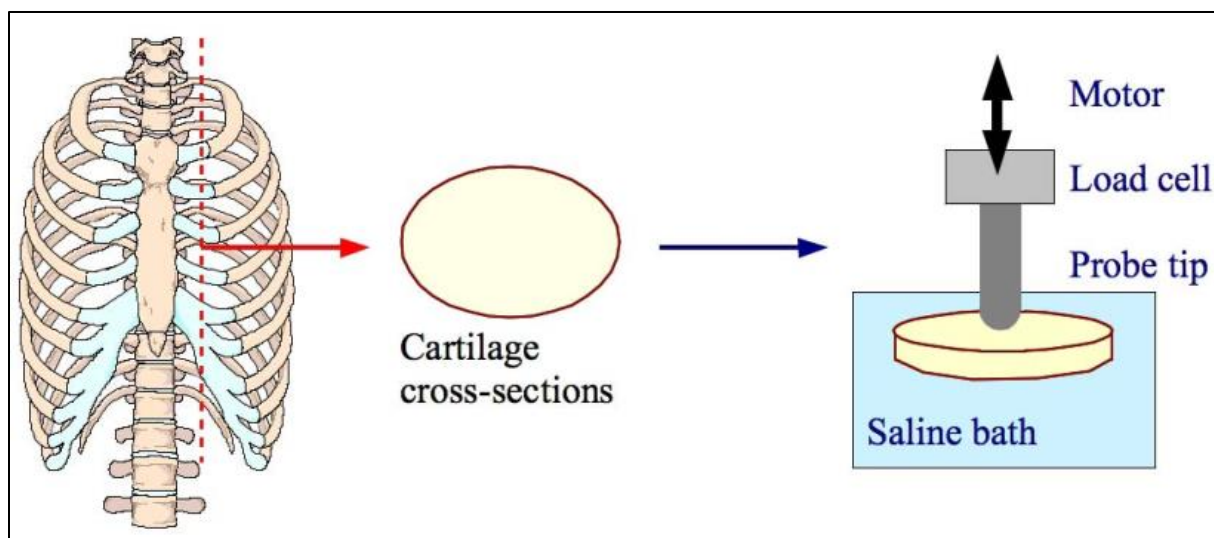 Cartilage
cross-sections
Motor
Load cell
Probe tip
Saline bath